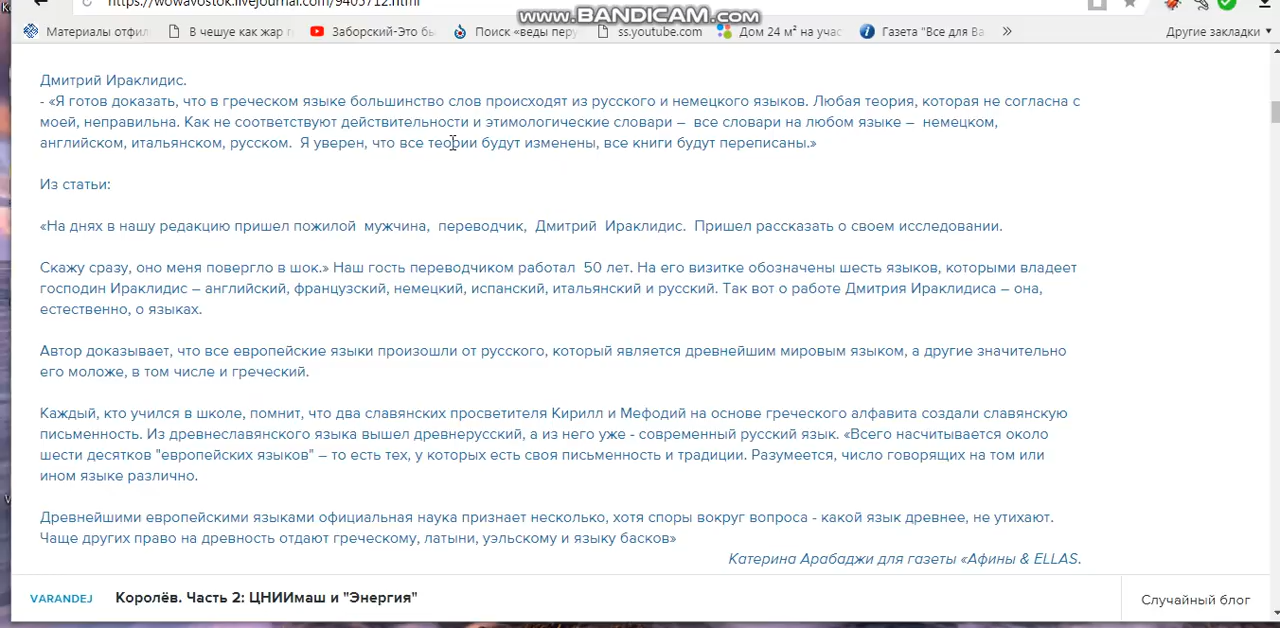 https://wowavostok.livejournal.com/9405712.html
www.BANDICAM.com
Материалы отфил
В чешуе как жар г
Заборский-Это бы
Поиск «веды перу
ss.youtube.com
Дом 24 м² на учас
Газета "Все для Ва
Другие закладки
Дмитрий Ираклидис.
- «Я готов доказать, что в греческом языке большинство слов происходят из русского и немецкого языков. Любая теория, которая не согласна с
моей, неправильна. Как не соответствуют действительности и этимологические словари – все словари на любом языке – немецком,
английском, итальянском, русском. Я уверен, что все теории будут изменены, все книги будут переписаны.»
Из статьи:
«На днях в нашу редакцию пришел пожилой мужчина, переводчик, Дмитрий Ираклидис. Пришел рассказать о своем исследовании.
Скажу сразу, оно меня повергло в шок.» Наш гость переводчиком работал 50 лет. На его визитке обозначены шесть языков, которыми владеет
господин Ираклидис – английский, французский, немецкий, испанский, итальянский и русский. Так вот о работе Дмитрия Ираклидиса – она,
естественно, о языках.
Автор доказывает, что все европейские языки произошли от русского, который является древнейшим мировым языком, а другие значительно
его моложе, в том числе и греческий.
Каждый, кто учился в школе, помнит, что два славянских просветителя Кирилл и Мефодий на основе греческого алфавита создали славянскую
письменность. Из древнеславянского языка вышел древнерусский, а из него уже - современный русский язык. «Всего насчитывается около
шести десятков "европейских языков" – то есть тех, у которых есть своя письменность и традиции. Разумеется, число говорящих на том или
ином языке различно.
Древнейшими европейскими языками официальная наука признает несколько, хотя споры вокруг вопроса - какой язык древнее, не утихают.
Чаще других право на древность отдают греческому, латыни, уэльскому и языку басков»
Катерина Арабаджи для газеты «Афины & ELLAS.
VARANDEJ
Королёв. Часть 2: ЦНИИмаш и "Энергия"
Случайный блог